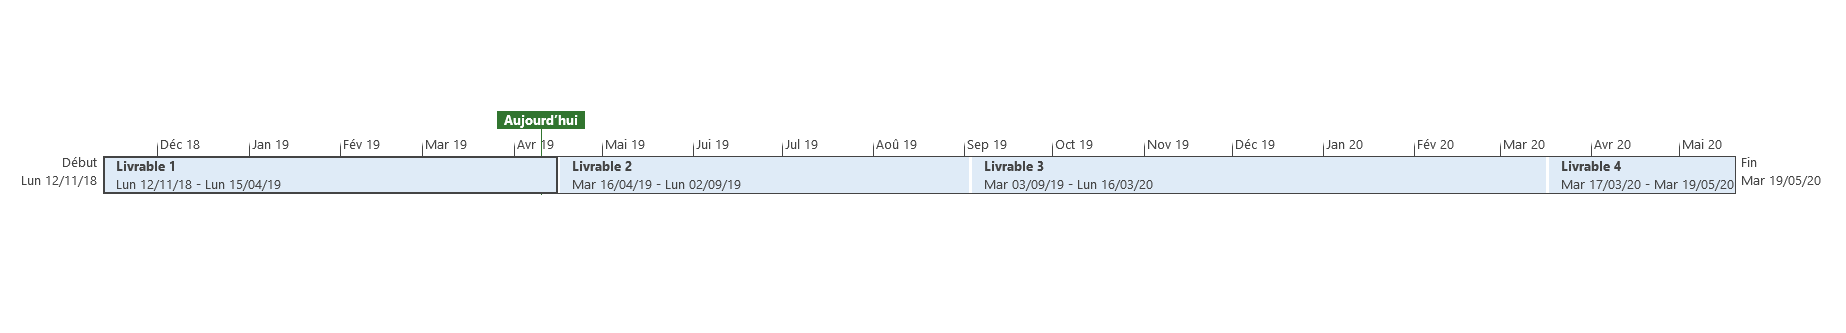 Aujourd'hui
Déc 18 Jan 19 Fév 19 Mar 19 Avr 19 Mai 19 Jui 19 Jul 19 Aoû 19 Sep 19 Oct 19 Nov 19 Déc 19 Jan 20 Fév 20 Mar 20 Avr 20 Mai 20
Début
Lun 12/11/18
Livrable 1
Lun 12/11/18 - Lun 15/04/19
Livrable 2
Mar 16/04/19 - Lun 02/09/19
Livrable 3
Mar 03/09/19 - Lun 16/03/20
Livrable 4
Mar 17/03/20 - Mar 19/05/20
Fin
Mar 19/05/20